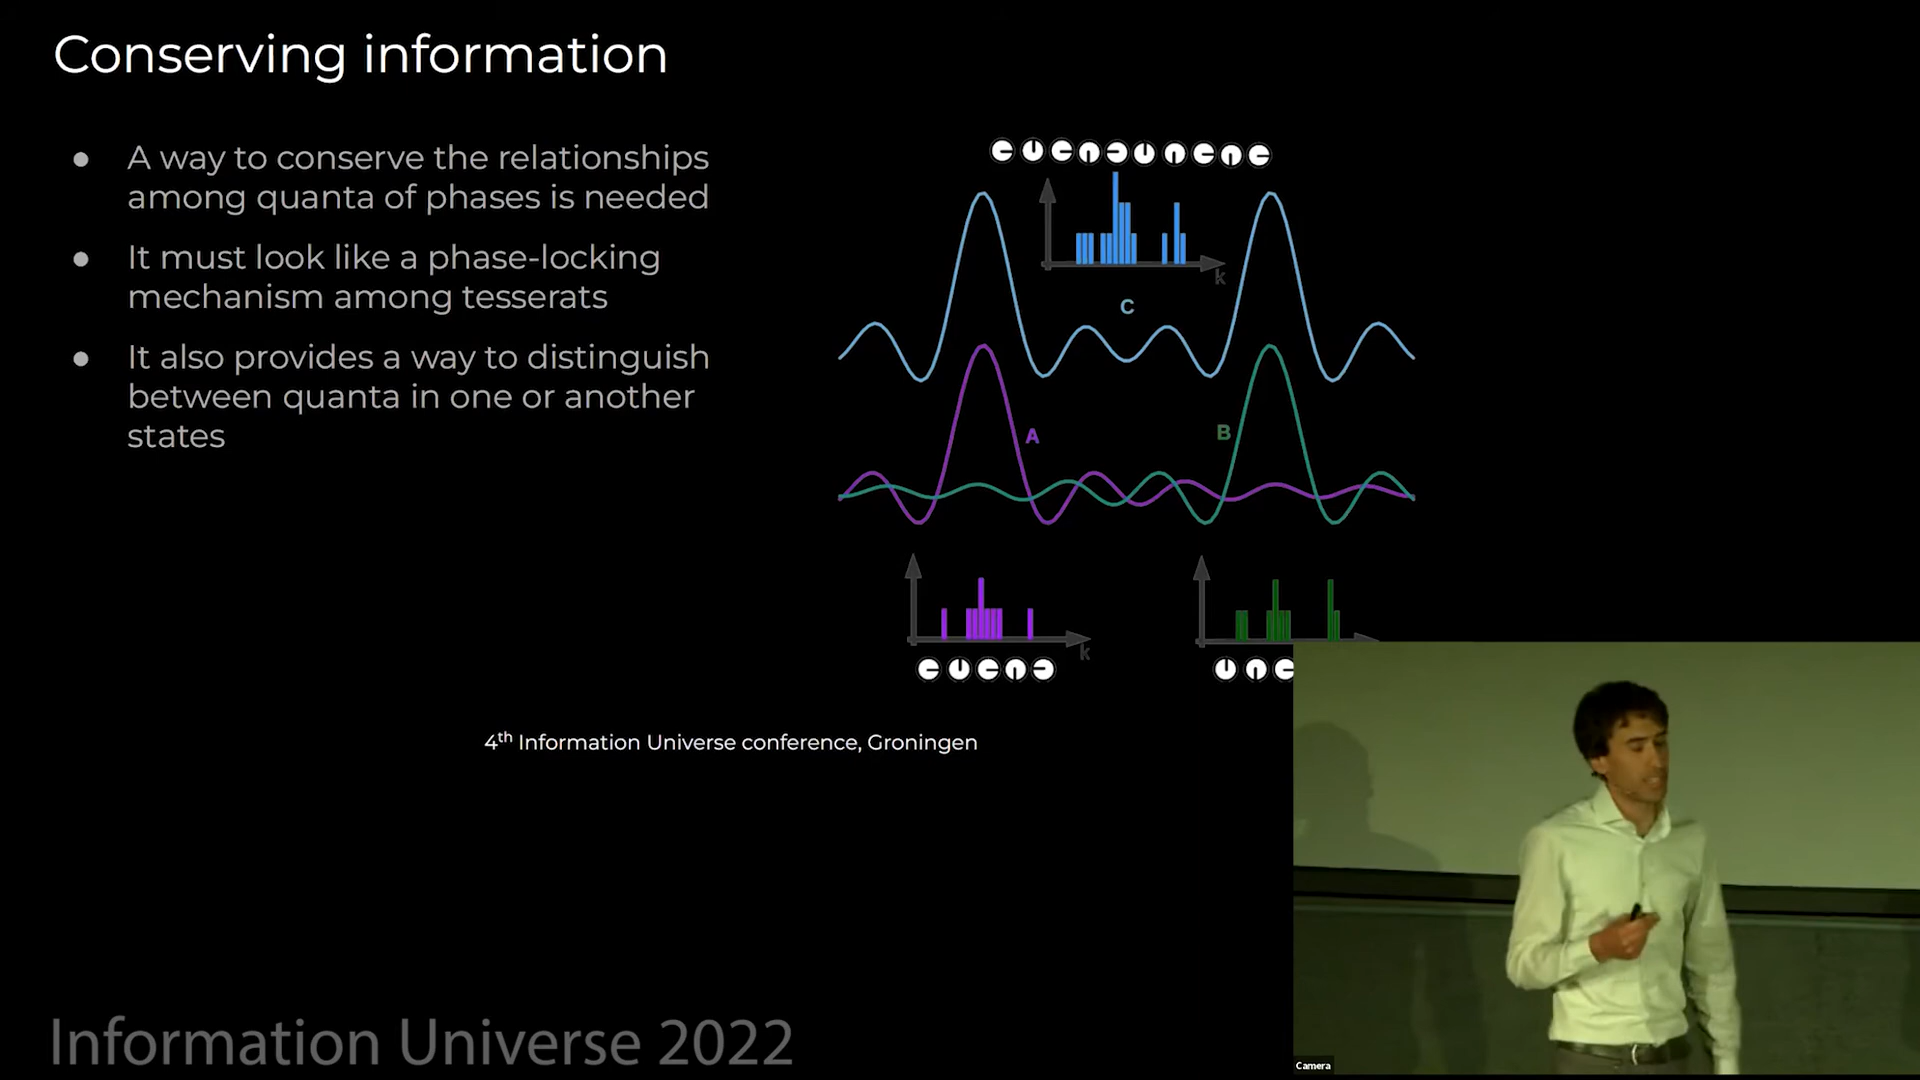 Conserving information
A way to conserve the relationships
among quanta of phases is needed
It must look like a phase-locking
mechanism among tesserats
It also provides a way to distinguish
between quanta in one or another
states
k
C
A
B
k
4th Information Universe conference, Groningen
Information Universe 2022
Camera